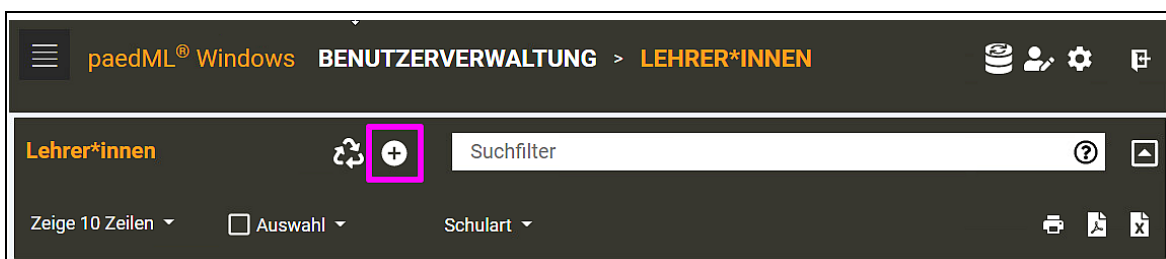 paedML® Windows BENUTZERVERWALTUNG > LEHRER*INNEN
Lehrer*innen Suchfilter
Zeige 10 Zeilen Auswahl Schulart